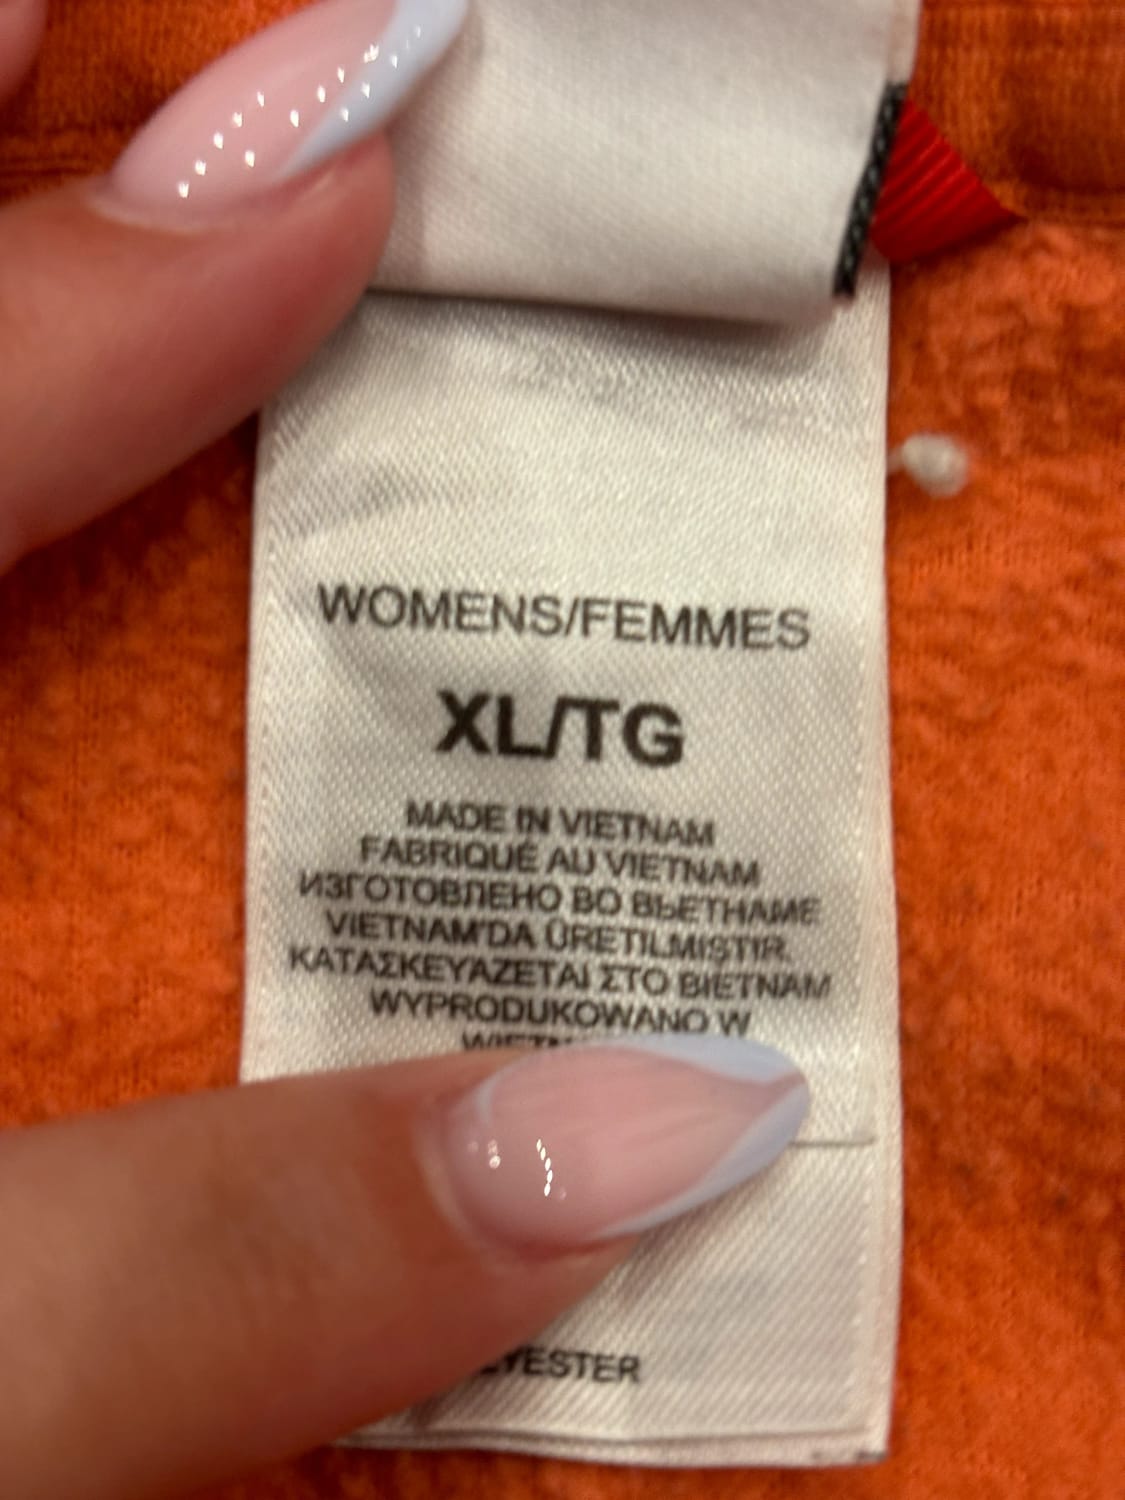 WOMENS/FEMMES
XL/TG
MADE IN VIETNAM
FABRIQUÉ AU VIETNAM
ИЗГОТОВЛЕНО ВО ВЬЕТНАМЕ
VIETNAM'DA ÜRETILMISTIR.
ΚΑΤΑΣΚΕΥΑΖΕΤΑΙ ΣΤΟ ΒΙΕΤΝΑΜ
WYPRODUKOWANO W